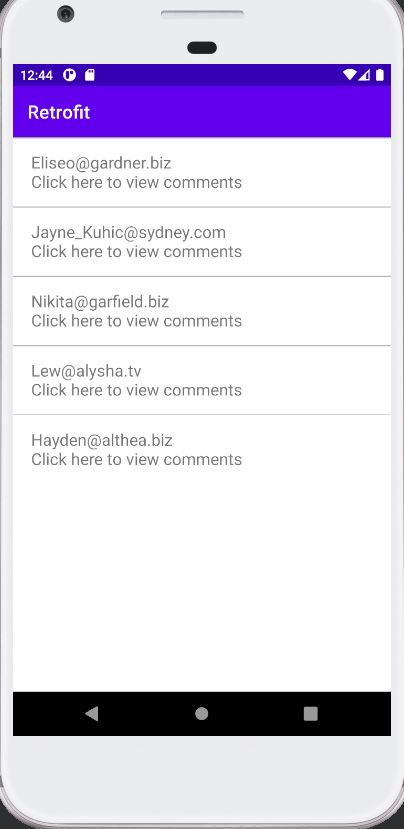 12:44
Retrofit
Eliseo@gardner.biz
Click here to view comments
Jayne_Kuhic@sydney.com
Click here to view comments
Nikita@garfield.biz
Click here to view comments
Lew@alysha.tv
Click here to view comments
Hayden@althea.biz
Click here to view comments